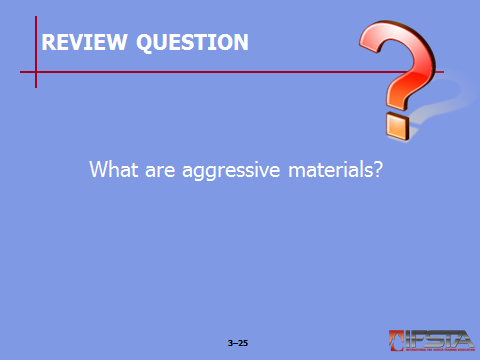 REVIEW QUESTION
What are aggressive materials?
3–25
IFSTA